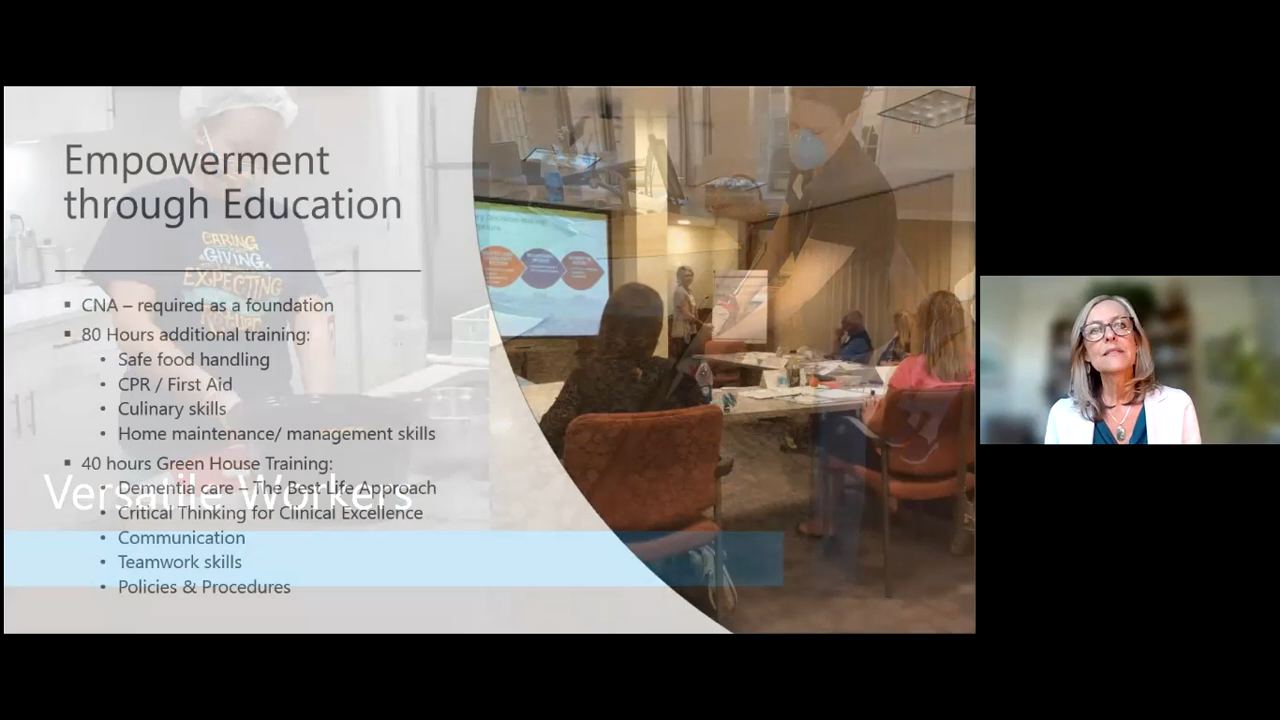 Empowerment
through Education
CARING
GIVING
EXPECTING
▪ CNA – required as a foundation
▪ 80 Hours additional training:
• Safe food handling
• CPR / First Aid
• Culinary skills
• Home maintenance/ management skills
▪ 40 hours Green House Training:
Versatile Workers
• Dementia care – The Best Life Approach
• Critical Thinking for Clinical Excellence
• Communication
• Teamwork skills
• Policies & Procedures